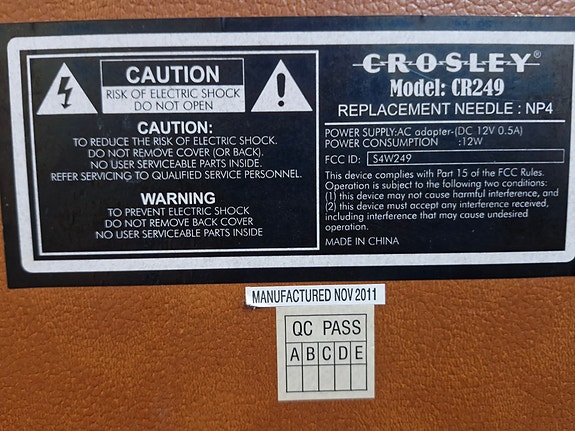 CAUTION
RISK OF ELECTRIC SHOCK
DO NOT OPEN
!
CAUTION:
TO REDUCE THE RISK OF ELECTRIC SHOCK.
DO NOT REMOVE COVER (OR BACK).
NO USER SERVICEABLE PARTS INSIDE.
REFER SERVICING TO QUALIFIED SERVICE PERSONNEL.
WARNING
TO PREVENT ELECTRIC SHOCK
DO NOT REMOVE BACK COVER
NO USER SERVICEABLE PARTS INSIDE
CROSLEY®
Model: CR249
REPLACEMENT NEEDLE : NP4
POWER SUPPLY:AC adapter-(DC 12V 0.5A)
POWER CONSUMPTION :12W
FCC ID: S4W249
This device complies with Part 15 of the FCC Rules.
Operation is subject to the following two conditions:
(1) this device may not cause harmful interference, and
(2) this device must accept any interference received,
including interference that may cause undesired
operation.
MADE IN CHINA
MANUFACTURED NOV 2011
QC PASS
A B C D E